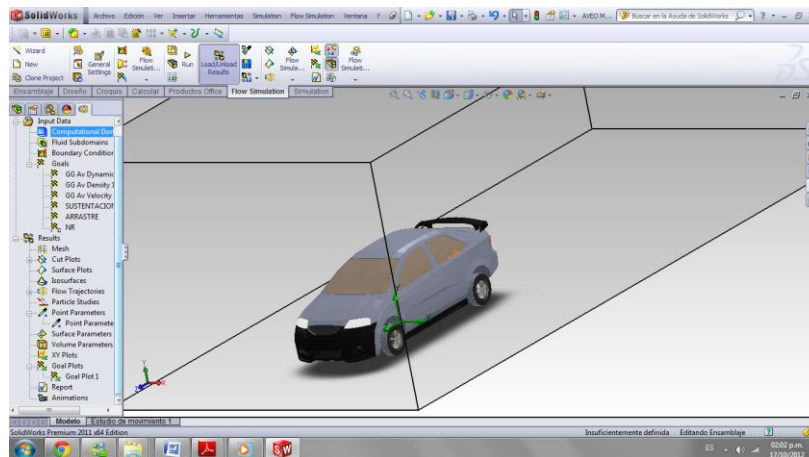 SolidWorks
Archivo Edición Ver Insertar Herramientas Simulation Flow Simulation Ventana ?
AVEO M...
Buscar en la Ayuda de SolidWorks
Wizard
New
Clone Project
General Settings
Flow Simulati...
Run
Load/Unload Results
Flow Simula...
Flow Simulati...
Ensamblaje Diseño Croquis Calcular Productos Office Flow Simulation Simulation
Input Data
Computational Dom
Fluid Subdomains
Boundary Condition
Goals
GG Av Dynamic
GG Av Density 1
GG Av Velocity
SUSTENTACION
ARRASTRE
NR
Results
Mesh
Cut Plots
Surface Plots
Isosurfaces
Flow Trajectories
Particle Studies
Point Parameters
Point Paramete
Surface Parameters
Volume Parameters
XY Plots
Goal Plots
Goal Plot 1
Report
Animations
Modelo Estudio de movimiento 1
SolidWorks Premium 2011 x64 Edition Insuficientemente definida Editando Ensamblaje
ES 02:02 p.m.
17/10/2012